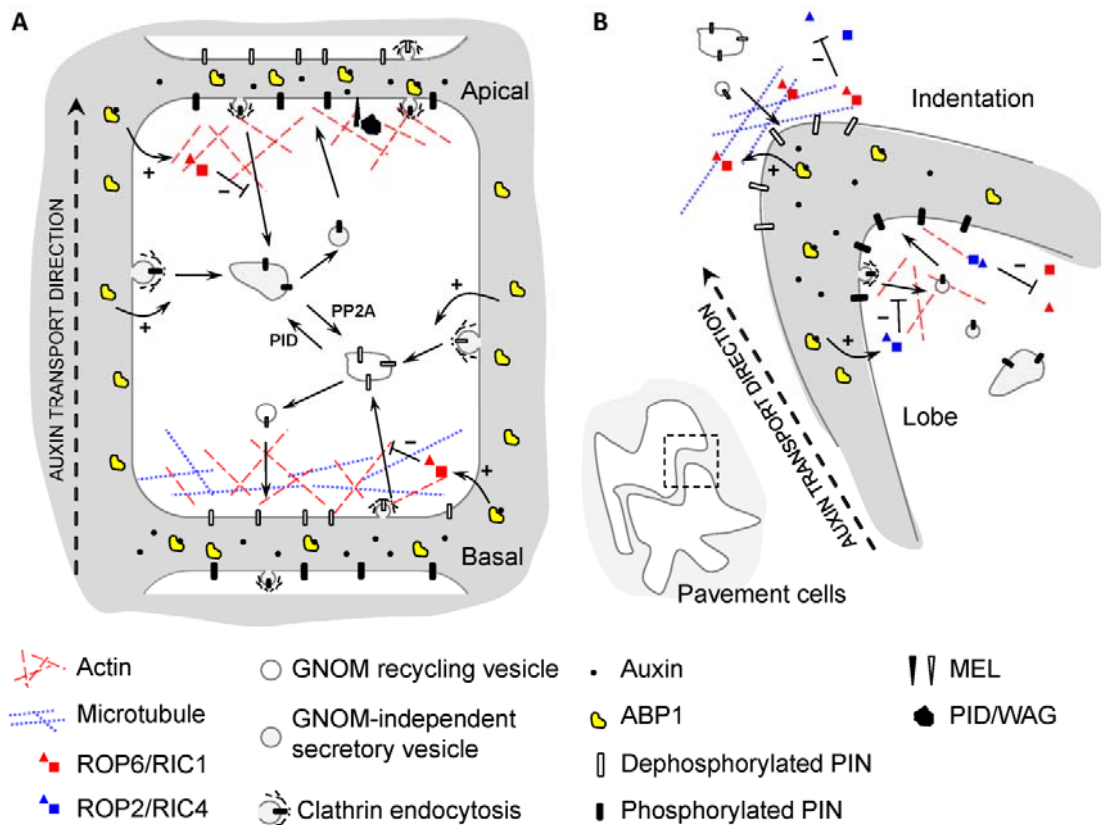 A
B
Apical
Indentation
+
−
+
−
AUXIN TRANSPORT DIRECTION
+
+
PP2A
PID
−
−
+
+
−
Lobe
AUXIN TRANSPORT DIRECTION
−
+
Basal
Pavement cells
Actin
Microtubule
ROP6/RIC1
ROP2/RIC4
GNOM recycling vesicle
GNOM-independent
secretory vesicle
Clathrin endocytosis
Auxin
ABP1
Dephosphorylated PIN
Phosphorylated PIN
MEL
PID/WAG